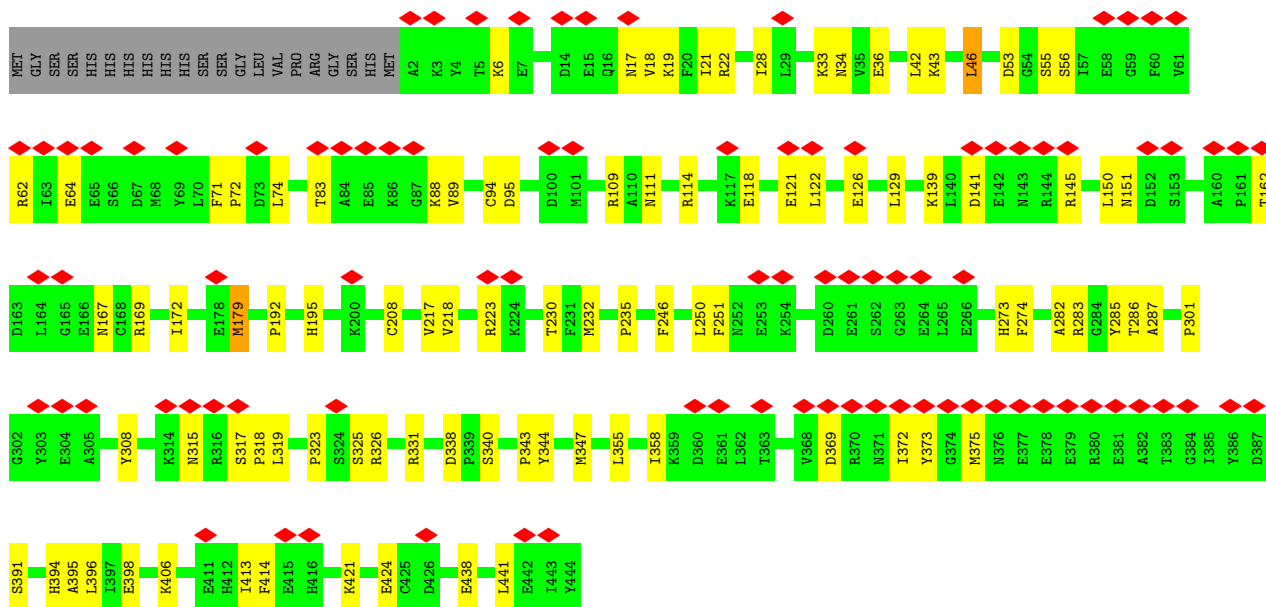 MET GLY SER SER HIS HIS HIS HIS HIS HIS SER SER GLY LEU VAL PRO ARG GLY SER HIS MET A2 K3 Y4 T5 K6 E7 D14 E15 Q16 N17 V18 K19 F20 I21 R22 I28 L29 K33 N34 V35 E36 L42 K43 L46 D53 G54 S55 S56 I57 E58 G59 F60 V61
R62 I63 E64 E65 S66 D67 M68 Y69 L70 F71 P72 D73 L74 T83 A84 E85 K86 G87 K88 V89 C94 D95 D100 M101 R109 A110 N111 R114 K117 E118 E121 L122 E126 L129 K139 L140 D141 E142 N143 R144 R145 L150 N151 D152 S153 A160 P161 T162
D163 L164 G165 E166 N167 C168 R169 I172 E178 M179 P192 H195 K200 C208 V217 V218 R223 K224 T230 F231 M232 P235 F246 L250 F251 N252 E253 K254 D260 E261 S262 G263 E264 L265 E266 H273 F274 A282 R283 G284 Y285 T286 A287 P301
G302 Y303 E304 A305 Y308 K314 N315 R316 S317 P318 L319 P323 S324 S325 R326 R331 D338 P339 S340 P343 Y344 M347 L355 I358 K359 D360 E361 L362 T363 V368 D369 R370 N371 I372 Y373 G374 M375 N376 E377 E378 E379 R380 E381 A382 T383 G384 I385 Y386 D387
S391 H394 A395 L396 I397 E398 K406 E411 H412 I413 F414 E415 H416 K421 E424 C425 D426 E438 L441 E442 I443 Y444